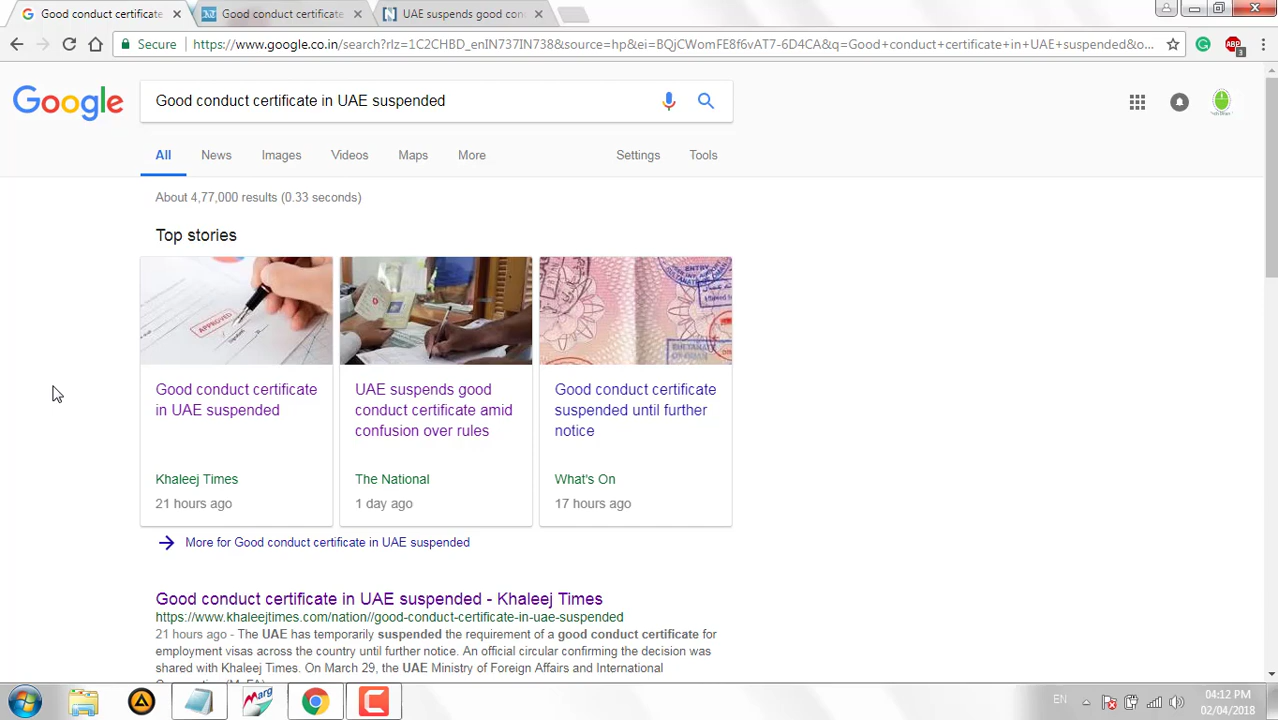 Good conduct certificate
Good conduct certificate
UAE suspends good con
Secure
https://www.google.co.in/search?rlz=1C2CHBD_enIN737IN738&source=hp&ei=BQjCWomFE8f6vAT7-6D4CA&q=Good+conduct+certificate+in+UAE+suspended&o...
ABP
3
Google
Good conduct certificate in UAE suspended
All News Images Videos Maps More Settings Tools
About 4,77,000 results (0.33 seconds)
Top stories
APPROVED
ENTRY
Good conduct certificate
in UAE suspended
Khaleej Times
21 hours ago
UAE suspends good
conduct certificate amid
confusion over rules
The National
1 day ago
Good conduct certificate
suspended until further
notice
What's On
17 hours ago
More for Good conduct certificate in UAE suspended
Good conduct certificate in UAE suspended - Khaleej Times
https://www.khaleejtimes.com/nation//good-conduct-certificate-in-uae-suspended
21 hours ago - The UAE has temporarily suspended the requirement of a good conduct certificate for
employment visas across the country until further notice. An official circular confirming the decision was
shared with Khaleej Times. On March 29, the UAE Ministry of Foreign Affairs and International
Marg
EN
04:12 PM
02/04/2018